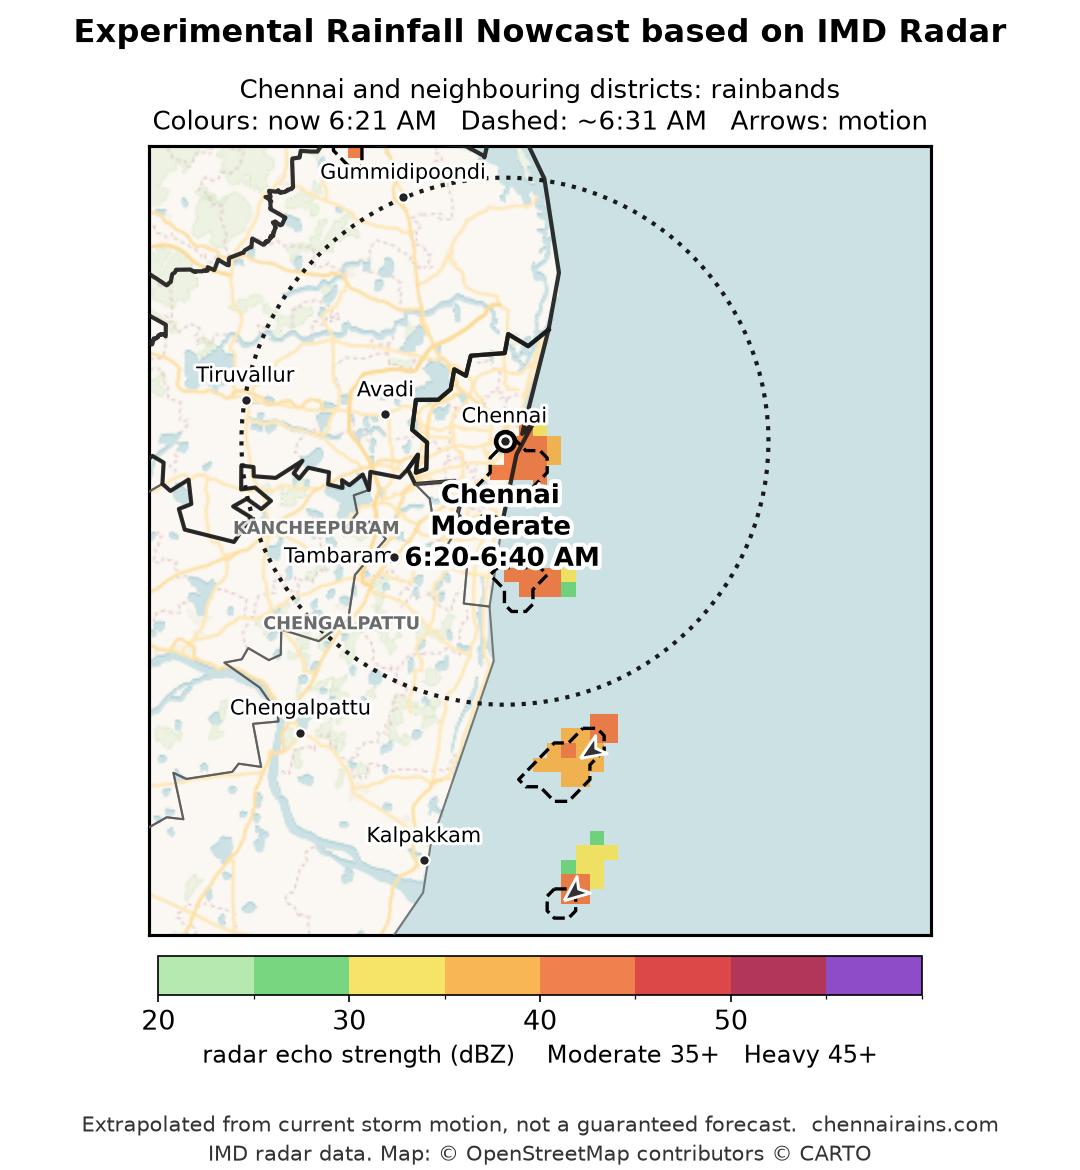 Experimental Rainfall Nowcast based on IMD Radar
Chennai and neighbouring districts: rainbands
Colours: now 6:21 AM   Dashed: ~6:31 AM   Arrows: motion
Gummidipoondi
Tiruvallur
Avadi
Chennai
Chennai
Moderate
6:20-6:40 AM
KANCHEEPURAM
Tambaram
CHENGALPATTU
Chengalpattu
Kalpakkam
20 30 40 50
radar echo strength (dBZ)   Moderate 35+   Heavy 45+
Extrapolated from current storm motion, not a guaranteed forecast.  chennairains.com
IMD radar data. Map: © OpenStreetMap contributors © CARTO